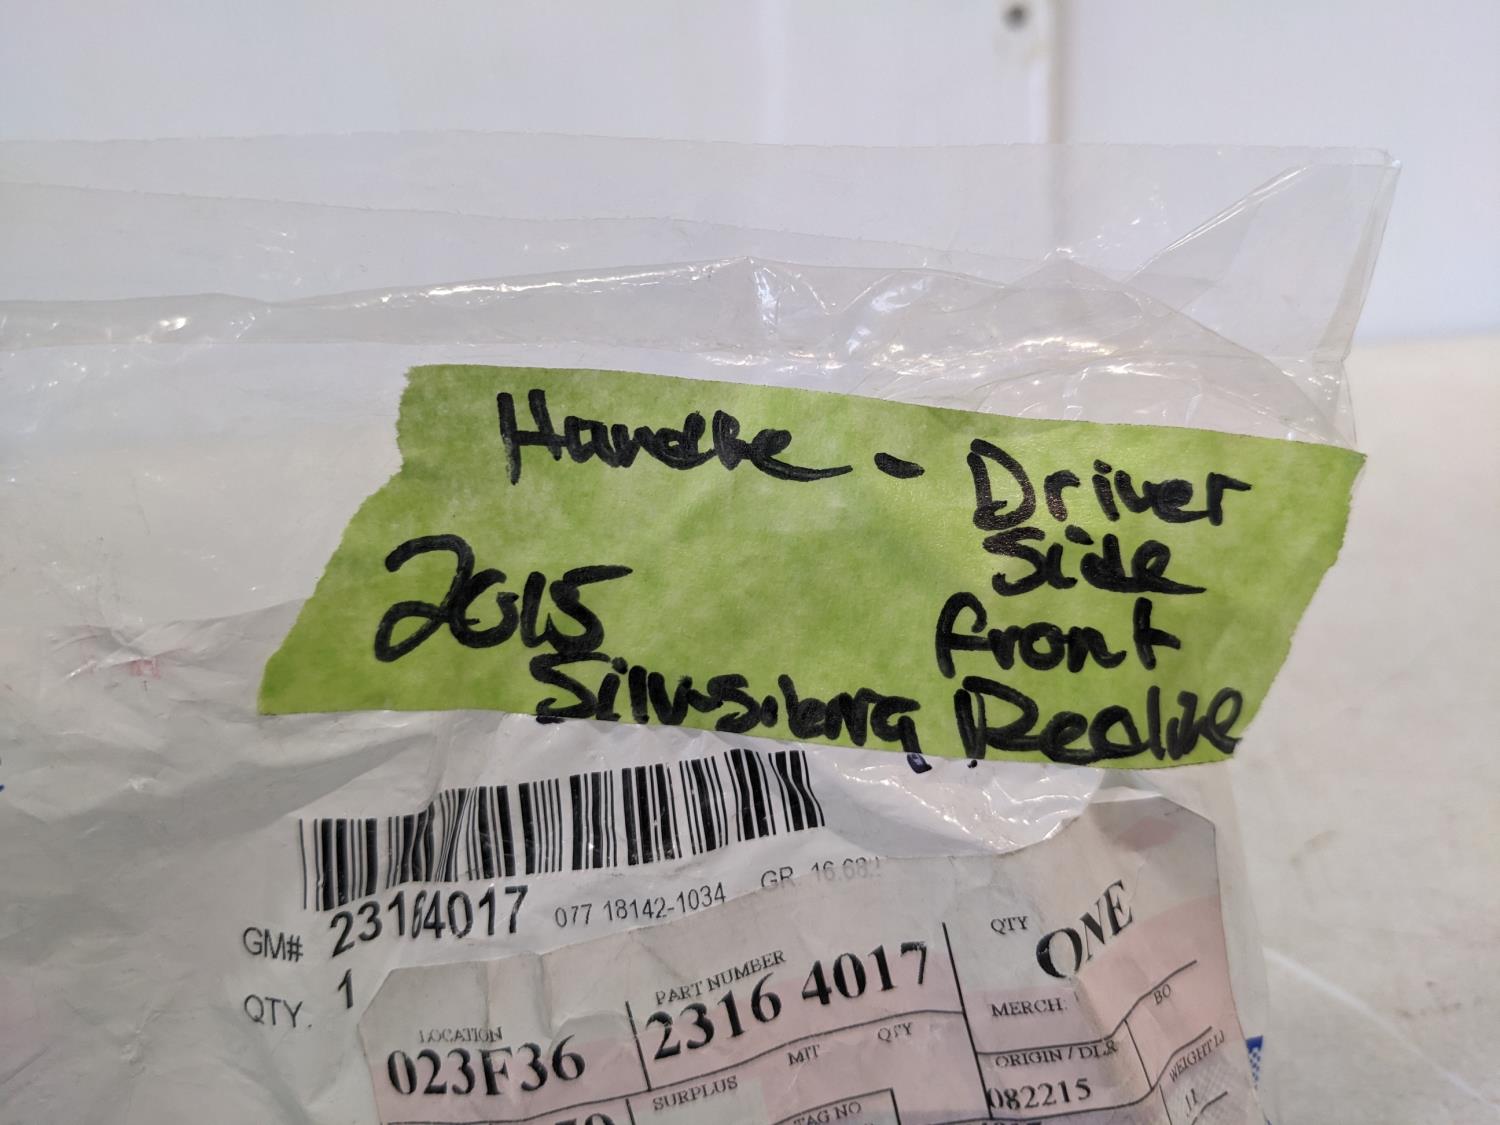 Handle - Driver
Side
front
2015
GM# 23164017 077 18142-1034 GR. 16.68
QTY. 1
LOCATION
023F36
PART NUMBER
2316 4017
QTY
ONE
MERCH.
BO
MIT QTY
SURPLUS
ORIGIN / DLR
082215
WEIGHT
TAG NO